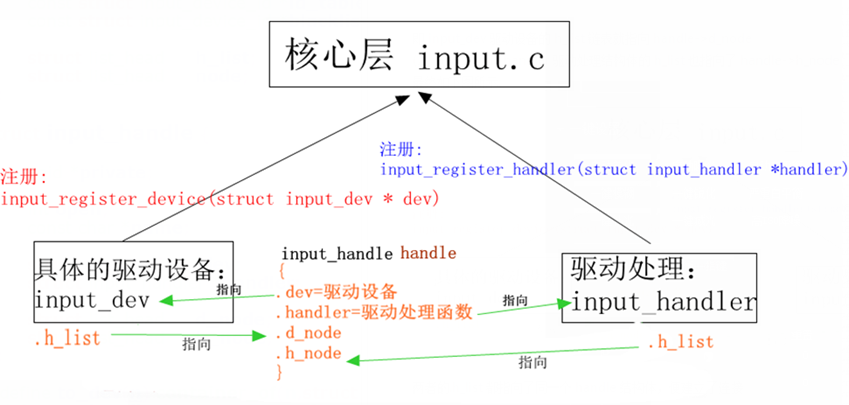 核心层 input.c
注册:
input_register_handler(struct input_handler *handler)
注册:
input_register_device(struct input_dev * dev)
具体的驱动设备:
input_dev
.h_list
指向
指向
input_handle handle
{
.dev=驱动设备
.handler=驱动处理函数
.d_node
.h_node
}
指向
指向
驱动处理:
input_handler
.h_list